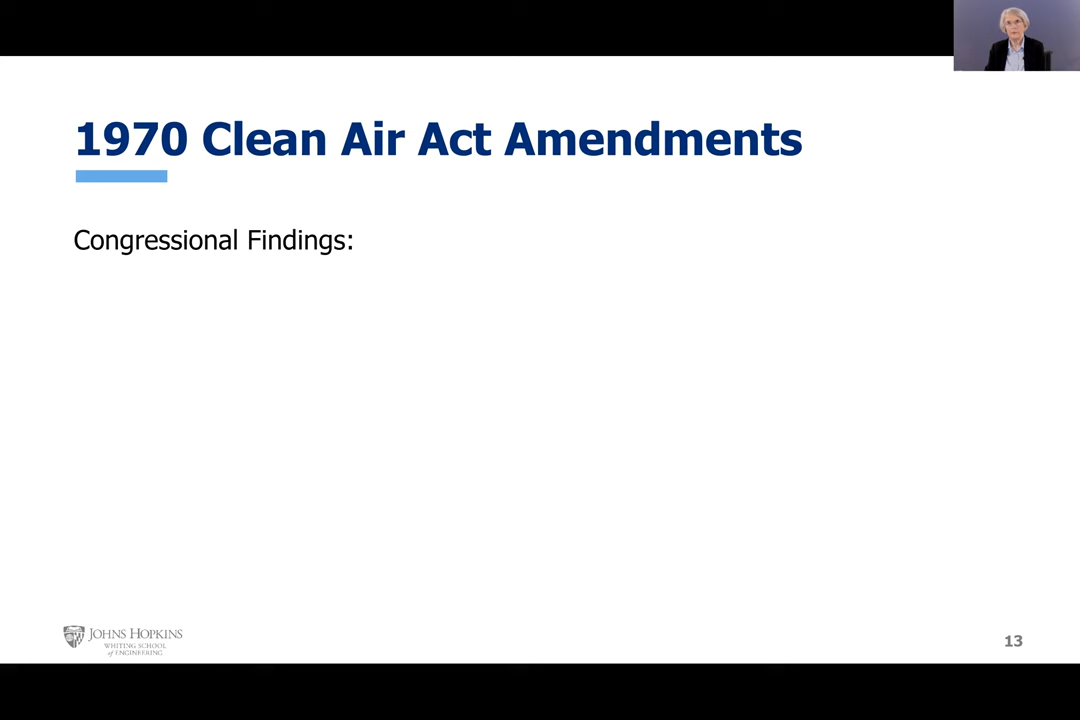 1970 Clean Air Act Amendments
Congressional Findings:
JOHNS HOPKINS
WHITING SCHOOL
of ENGINEERING
13